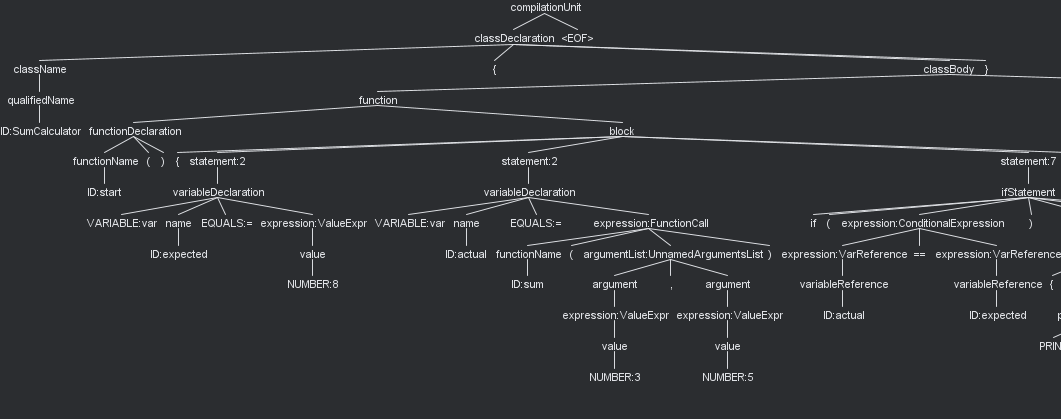 compilationUnit
classDeclaration <EOF>
className { classBody }
qualifiedName function
ID:SumCalculator functionDeclaration block
functionName ( ) { statement:2 statement:2 statement:7
ID:start variableDeclaration variableDeclaration ifStatement
VARIABLE:var name EQUALS:= expression:ValueExpr VARIABLE:var name EQUALS:= expression:FunctionCall if ( expression:ConditionalExpression )
ID:expected value ID:actual functionName ( argumentList:UnnamedArgumentsList ) expression:VarReference == expression:VarReference
NUMBER:8 ID:sum argument , argument variableReference variableReference {
expression:ValueExpr expression:ValueExpr ID:actual ID:expected p
value value PRIN
NUMBER:3 NUMBER:5